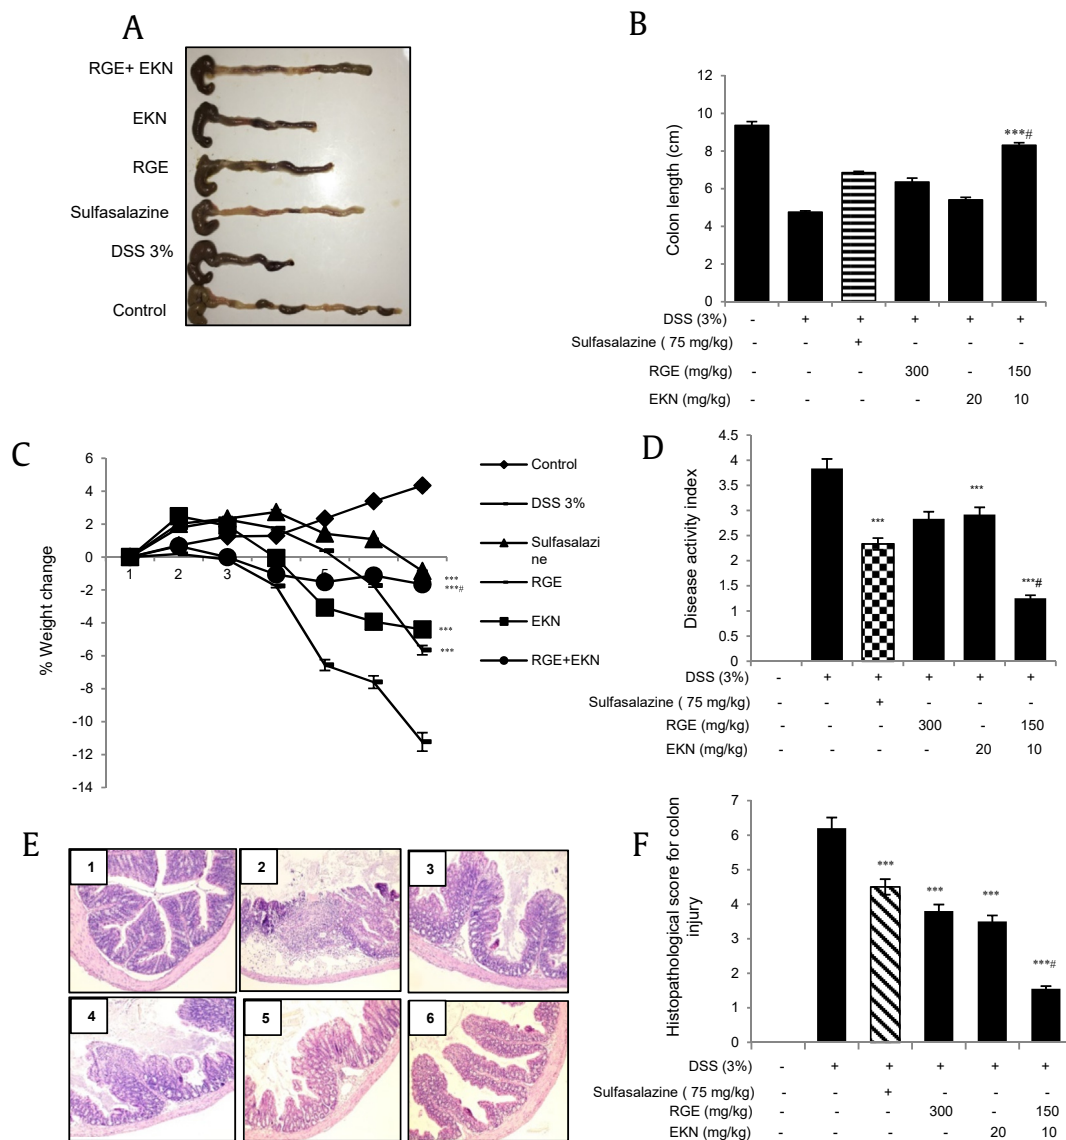 A
RGE+ EKN
EKN
RGE
Sulfasalazine
DSS 3%
Control
B
Colon length (cm)
12
10
8
6
4
2
0
***#
DSS (3%) - + + + + +
Sulfasalazine ( 75 mg/kg) - - + - - -
RGE (mg/kg) - - - 300 - 150
EKN (mg/kg) - - - - 20 10
C
% Weight change
6
4
2
0
-2
-4
-6
-8
-10
-12
-14
1 2 3 5
***
***#
***
***
Control
DSS 3%
Sulfasalazi
ne
RGE
EKN
RGE+EKN
D
Disease activity index
4.5
4
3.5
3
2.5
2
1.5
1
0.5
0
***
***
***#
DSS (3%) - + + + + +
Sulfasalazine ( 75 mg/kg) - - + - - -
RGE (mg/kg) - - - 300 - 150
EKN (mg/kg) - - - - 20 10
E
1
2
3
4
5
6
F
Histopathological score for colon
injury
7
6
5
4
3
2
1
0
***
***
***
***#
DSS (3%) - + + + + +
Sulfasalazine ( 75 mg/kg) - - + - - -
RGE (mg/kg) - - - 300 - 150
EKN (mg/kg) - - - - 20 10